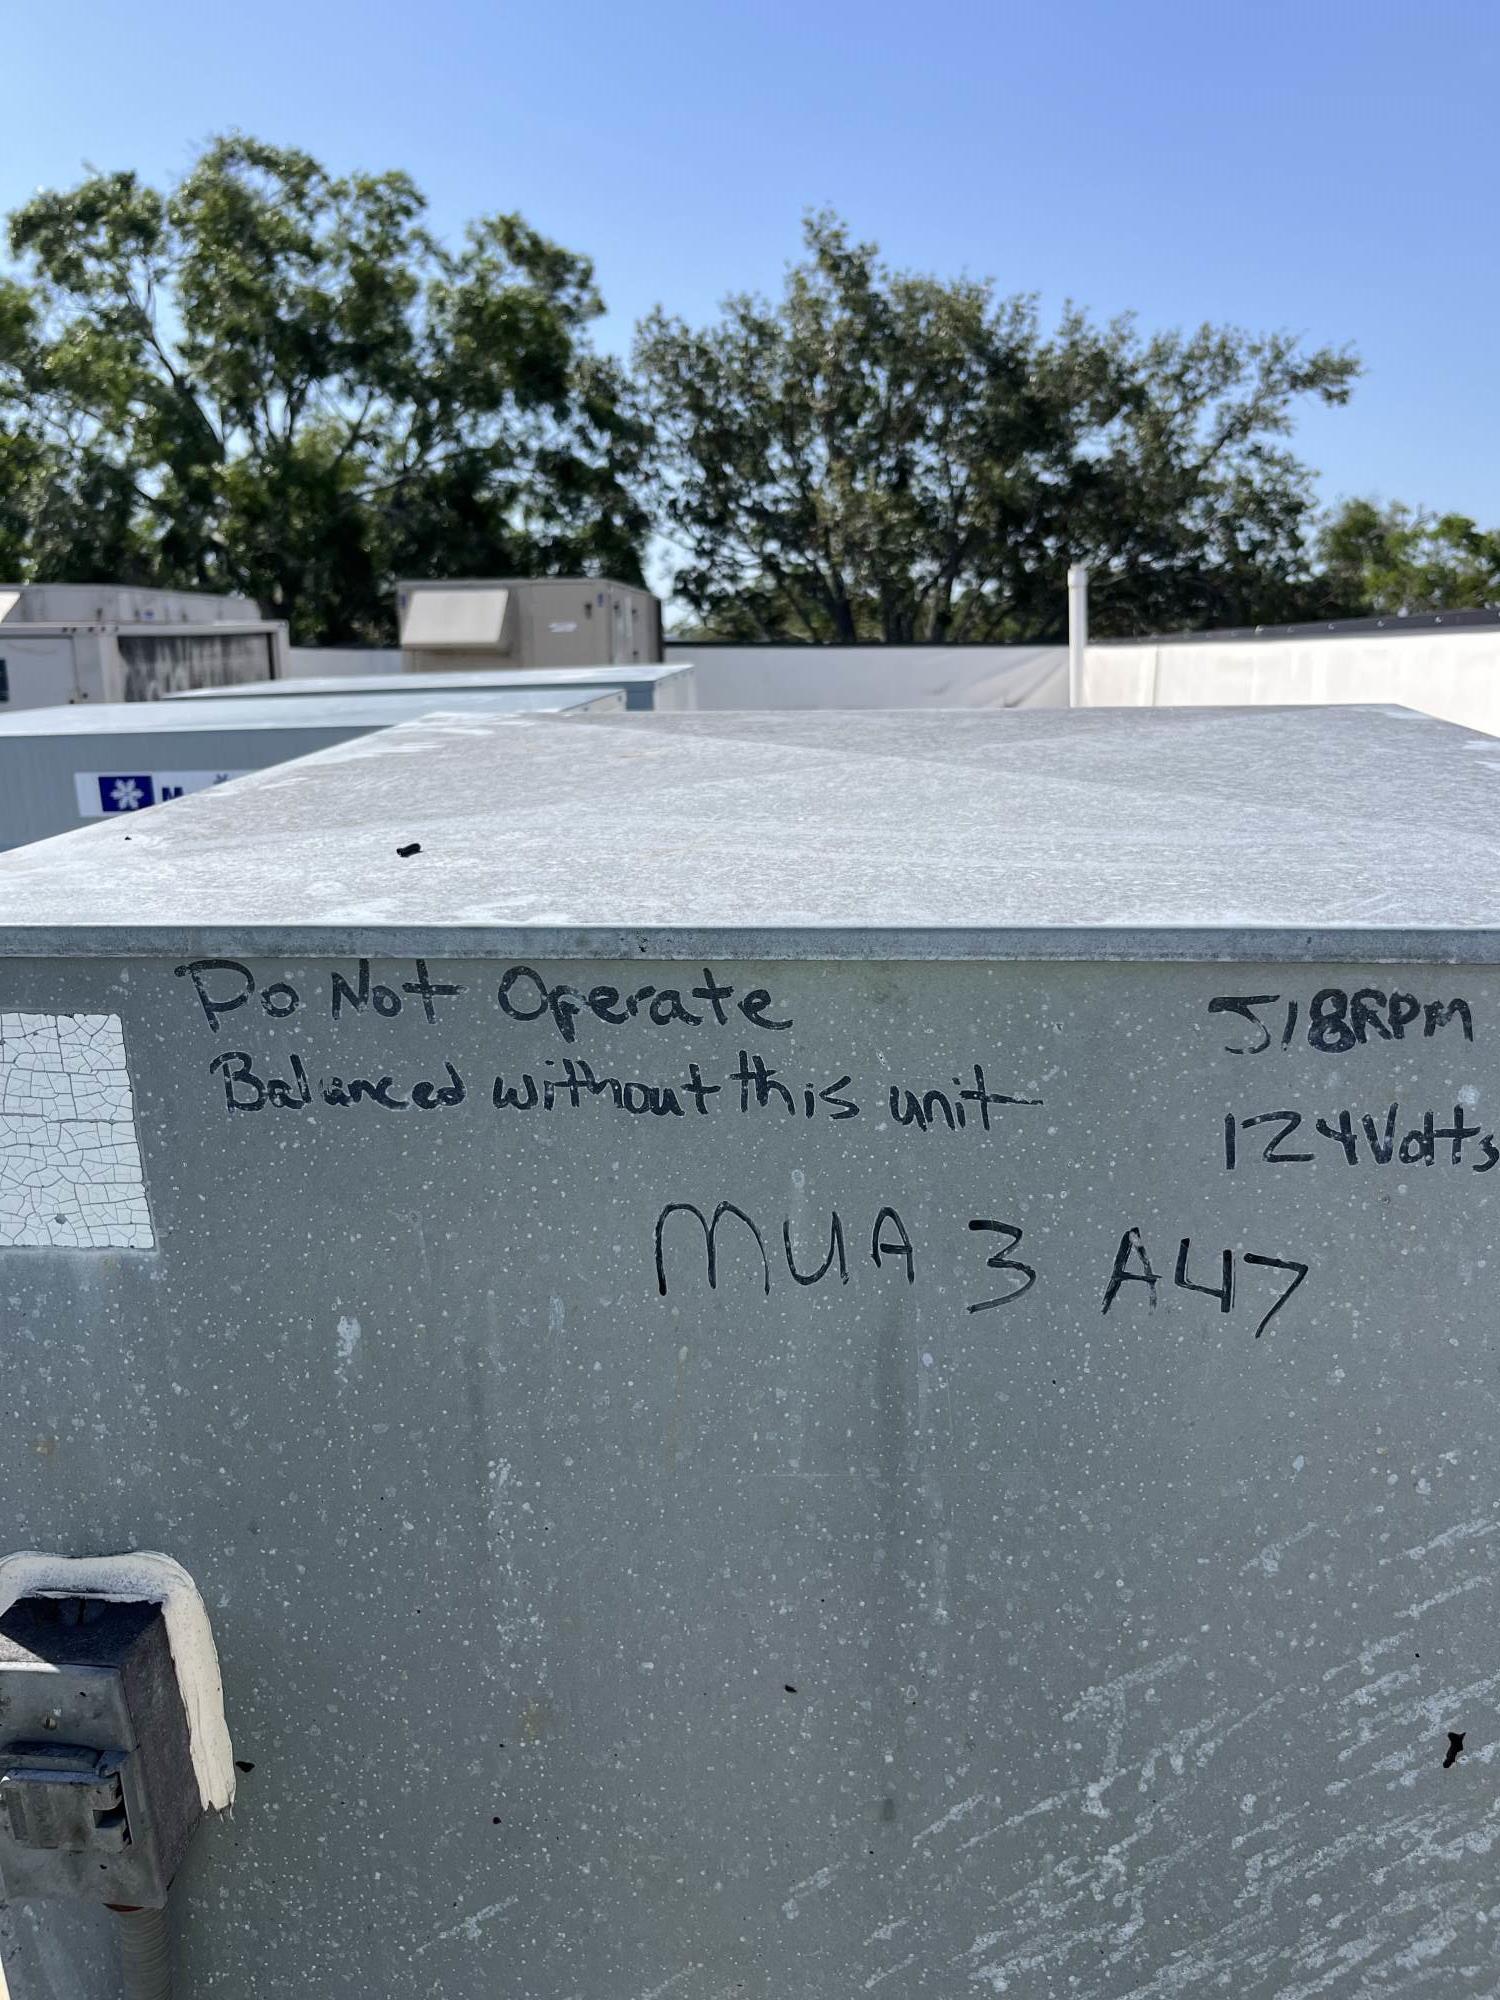 Do Not Operate
Balanced without this unit
518RPM
124Volts
MUA 3 A47
M